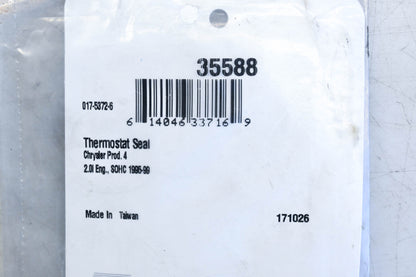 35588
017-5372-6
6 14046 33716 9
Thermostat Seal
Chrysler Prod. 4
2.0l Eng., SOHC 1995-99
Made In Taiwan
171026